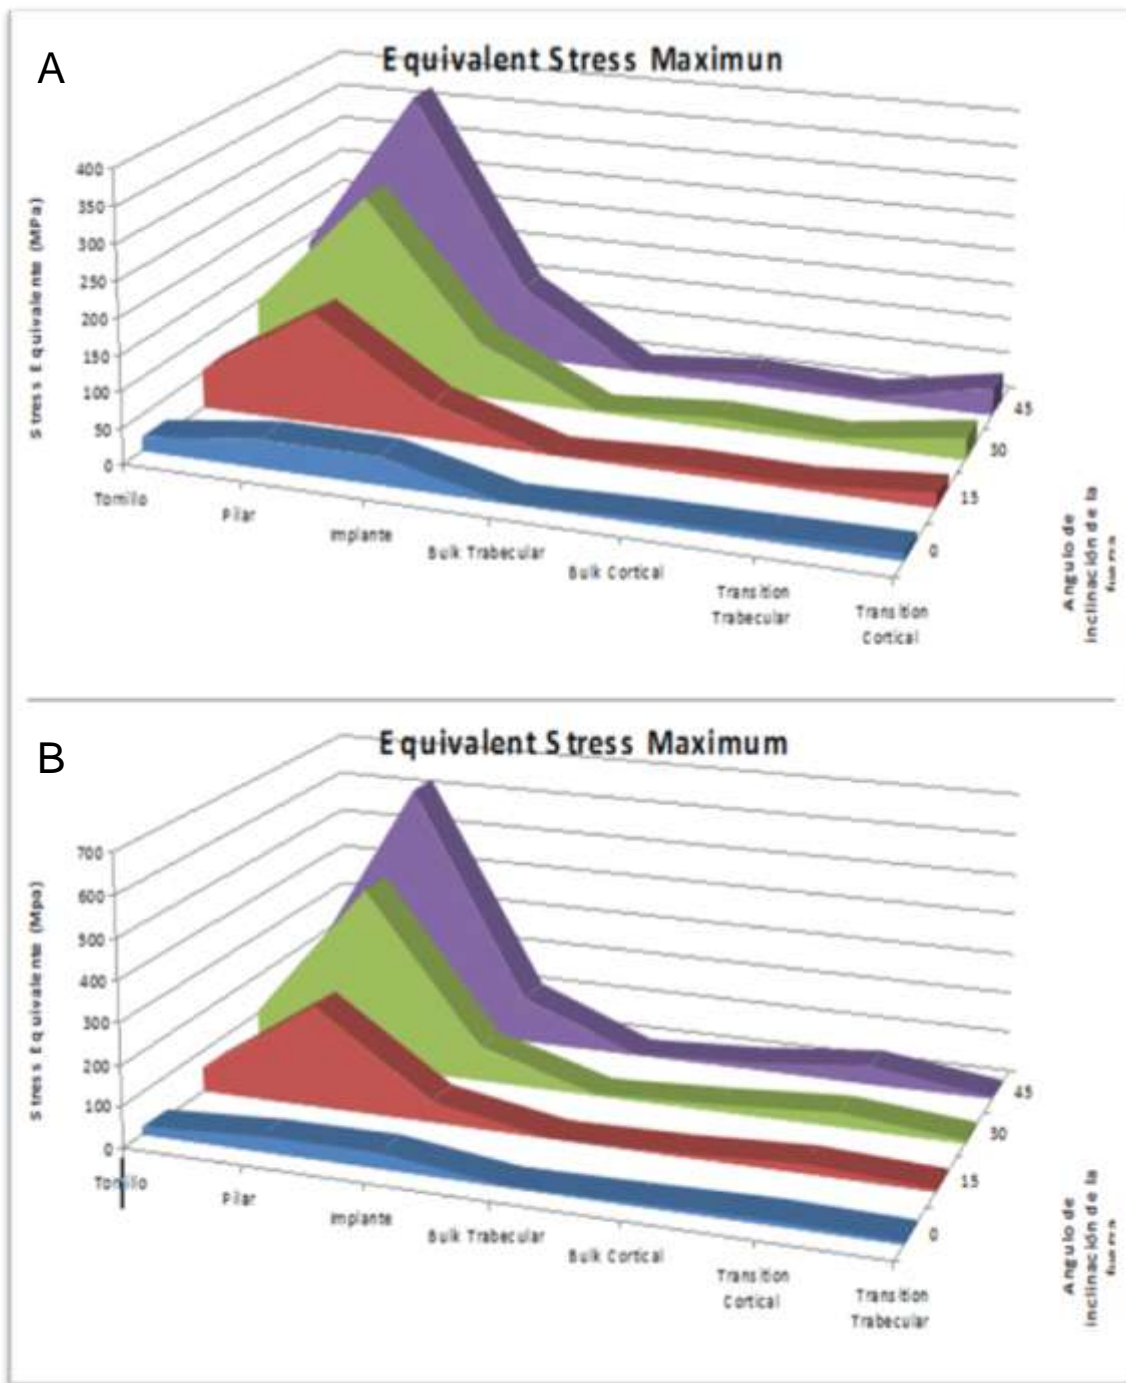 A
Equivalent Stress Maximun
Stress Equivalente (MPa)
400
350
300
250
200
150
100
50
0
Tornillo
Pilar
Implante
Bulk Trabecular
Bulk Cortical
Transition
Trabecular
Transition
Cortical
0
15
30
45
Angulo de
inclinación de la
B
Equivalent Stress Maximum
Stress Equivalente (Mpa)
700
600
500
400
300
200
100
0
Tornillo
Pilar
Implante
Bulk Trabecular
Bulk Cortical
Transition
Cortical
Transition
Trabecular
0
15
30
45
Angulo de
inclinación de la